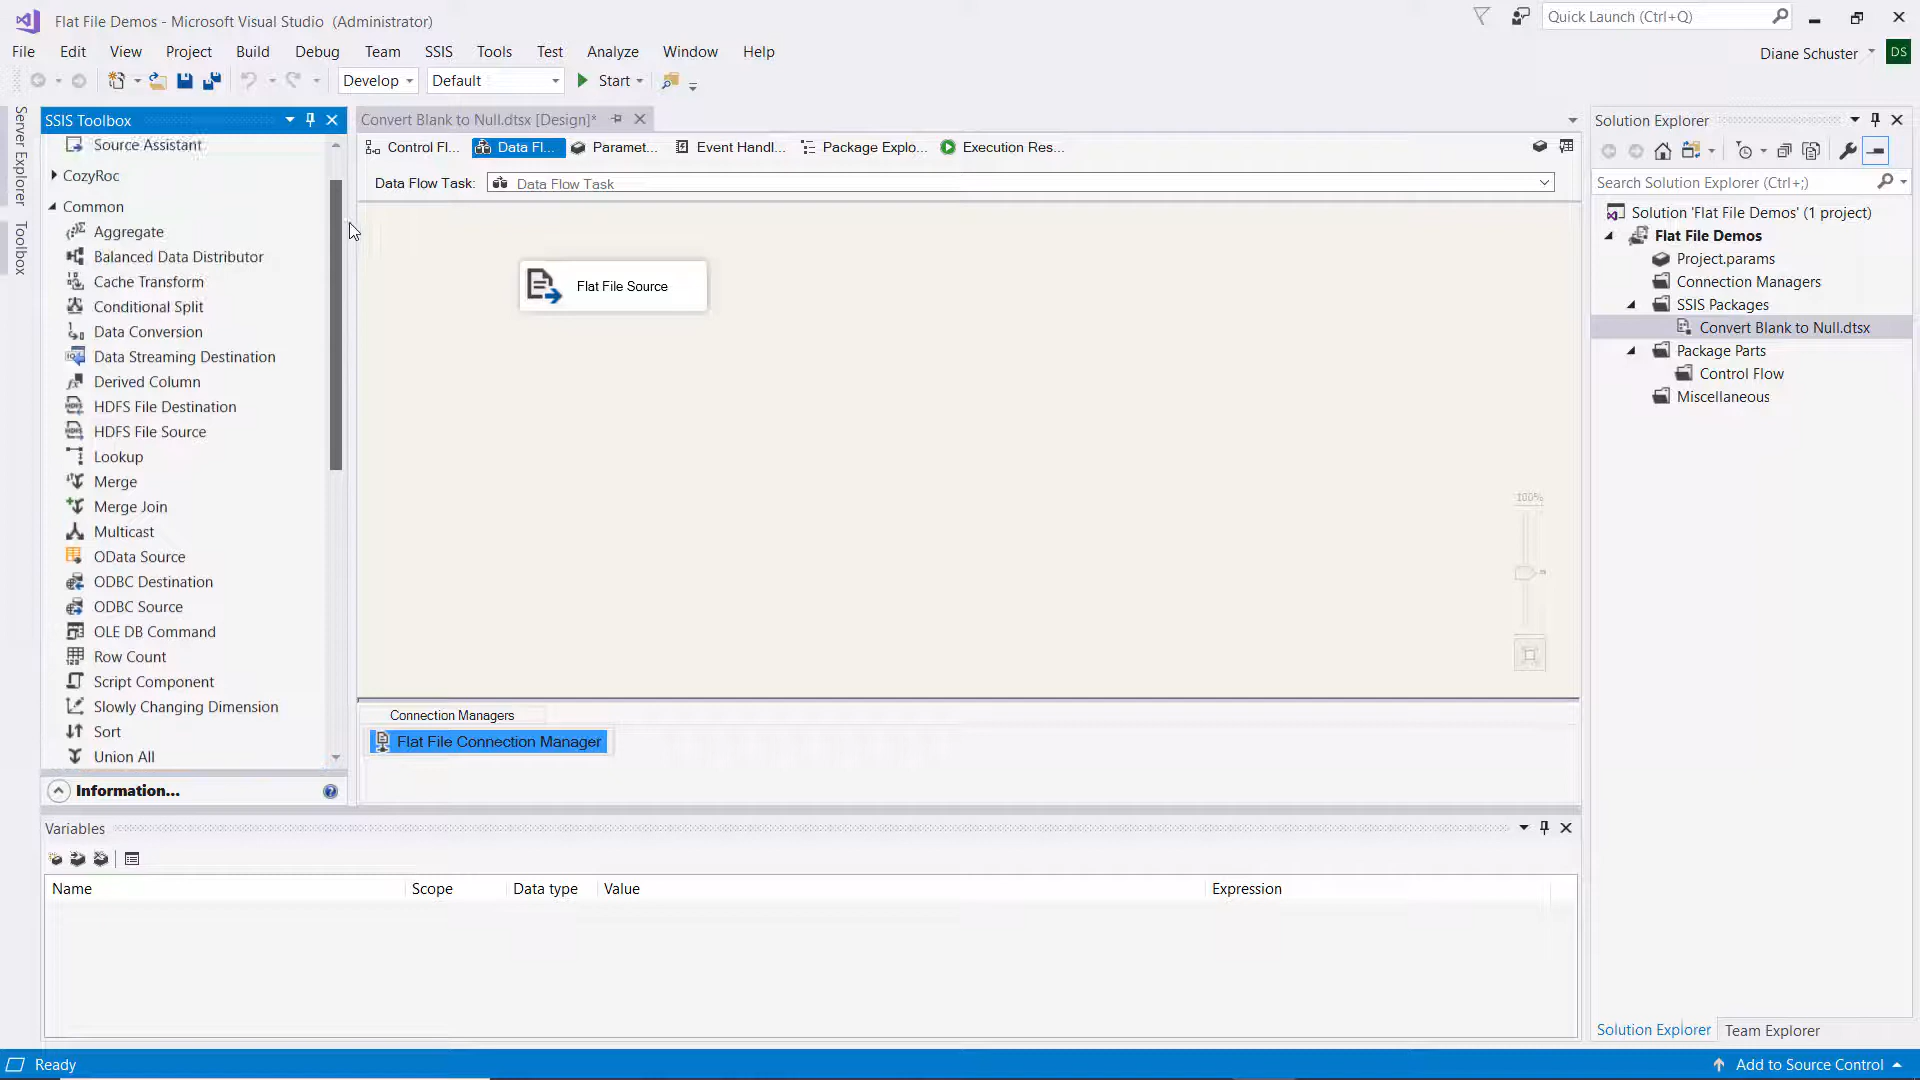 Flat File Demos - Microsoft Visual Studio (Administrator)
Quick Launch (Ctrl+Q)
File Edit View Project Build Debug Team SSIS Tools Test Analyze Window Help
Diane Schuster DS
Develop Default Start
Server Explorer
Toolbox
SSIS Toolbox
Source Assistant
CozyRoc
Common
Aggregate
Balanced Data Distributor
Cache Transform
Conditional Split
Data Conversion
Data Streaming Destination
Derived Column
HDFS File Destination
HDFS File Source
Lookup
Merge
Merge Join
Multicast
OData Source
ODBC Destination
ODBC Source
OLE DB Command
Row Count
Script Component
Slowly Changing Dimension
Sort
Union All
Information...
Convert Blank to Null.dtsx [Design]*
Control Fl... Data Fl... Paramet... Event Handl... Package Explo... Execution Res...
Data Flow Task: Data Flow Task
Flat File Source
100%
Connection Managers
Flat File Connection Manager
Variables
Name Scope Data type Value Expression
Solution Explorer
Search Solution Explorer (Ctrl+;)
Solution 'Flat File Demos' (1 project)
Flat File Demos
Project.params
Connection Managers
SSIS Packages
Convert Blank to Null.dtsx
Package Parts
Control Flow
Miscellaneous
Solution Explorer Team Explorer
Ready
Add to Source Control